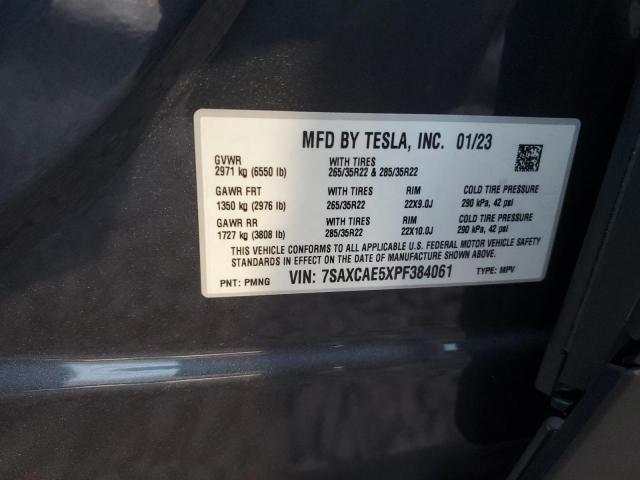 MFD BY TESLA, INC. 01/23
GVWR WITH TIRES
2971 kg (6550 lb) 265/35R22 & 285/35R22
GAWR FRT WITH TIRES RIM COLD TIRE PRESSURE
1350 kg (2976 lb) 265/35R22 22X9.0J 290 kPa, 42 psi
GAWR RR WITH TIRES RIM COLD TIRE PRESSURE
1727 kg (3808 lb) 285/35R22 22X10.0J 290 kPa, 42 psi
THIS VEHICLE CONFORMS TO ALL APPLICABLE U.S. FEDERAL MOTOR VEHICLE SAFETY
STANDARDS IN EFFECT ON THE DATE OF MANUFACTURE SHOWN ABOVE.
PNT: PMNG VIN: 7SAXCAE5XPF384061 TYPE: MPV